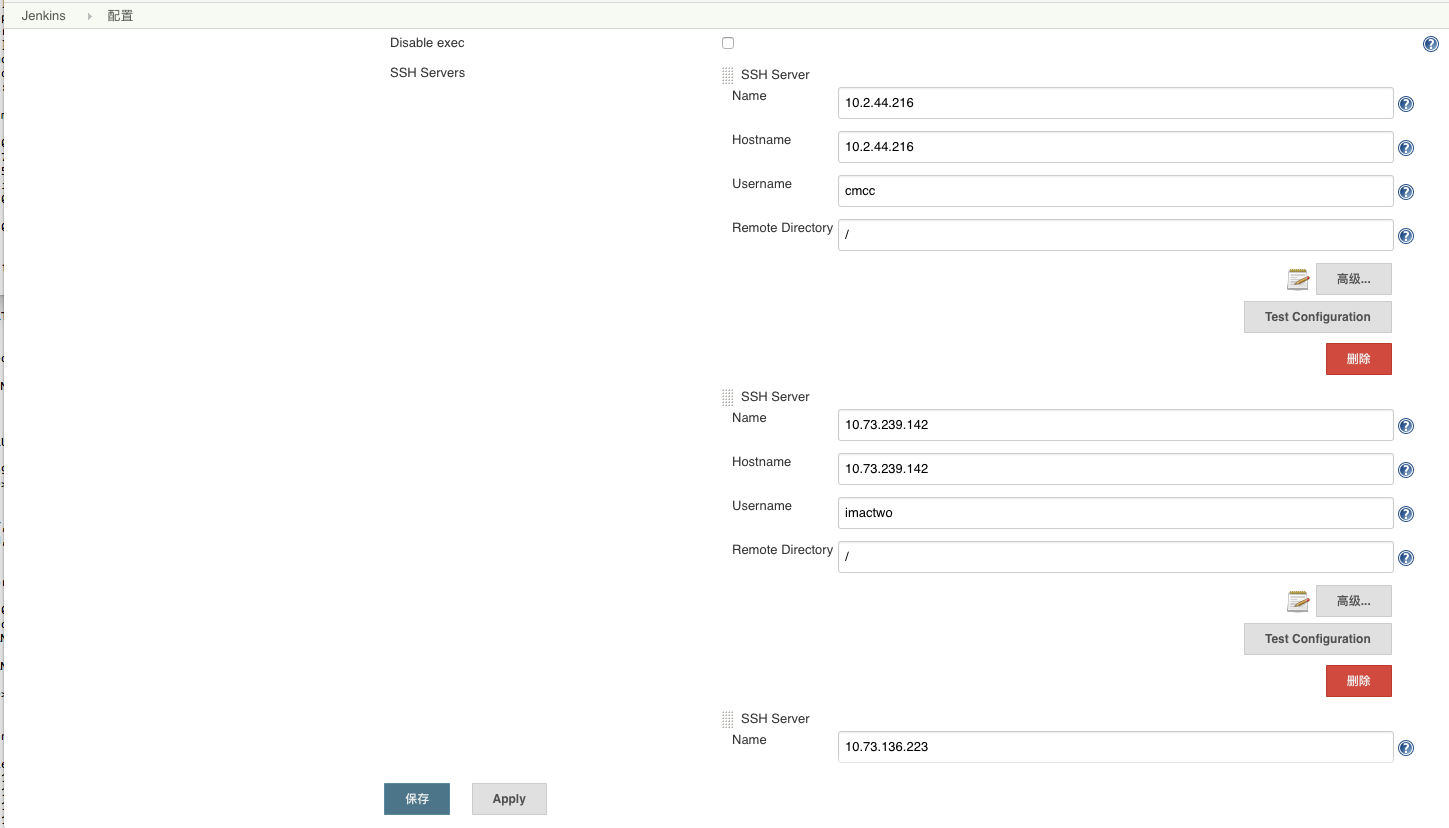 Jenkins 配置
Disable exec
SSH Servers
SSH Server
Name 10.2.44.216
Hostname 10.2.44.216
Username cmcc
Remote Directory /
高级...
Test Configuration
删除
SSH Server
Name 10.73.239.142
Hostname 10.73.239.142
Username imactwo
Remote Directory /
高级...
Test Configuration
删除
SSH Server
Name 10.73.136.223
保存 Apply